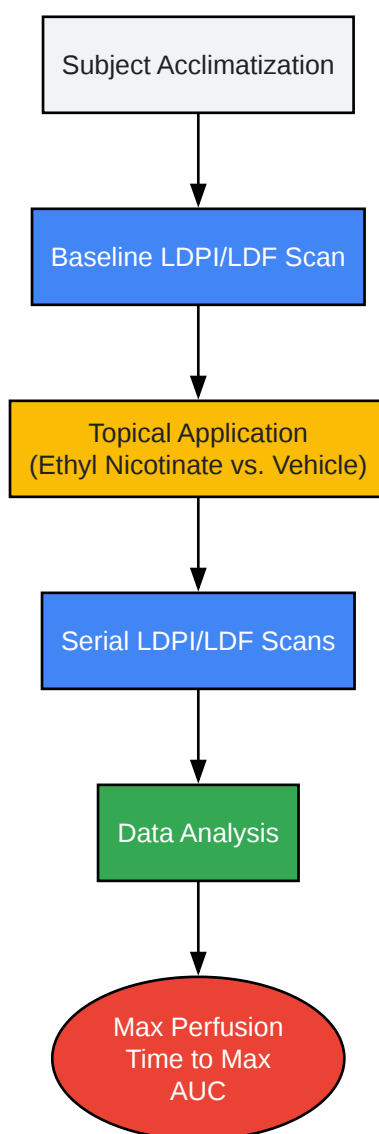 Subject Acclimatization
Baseline LDPI/LDF Scan
Topical Application
(Ethyl Nicotinate vs. Vehicle)
Serial LDPI/LDF Scans
Data Analysis
Max Perfusion
Time to Max
AUC